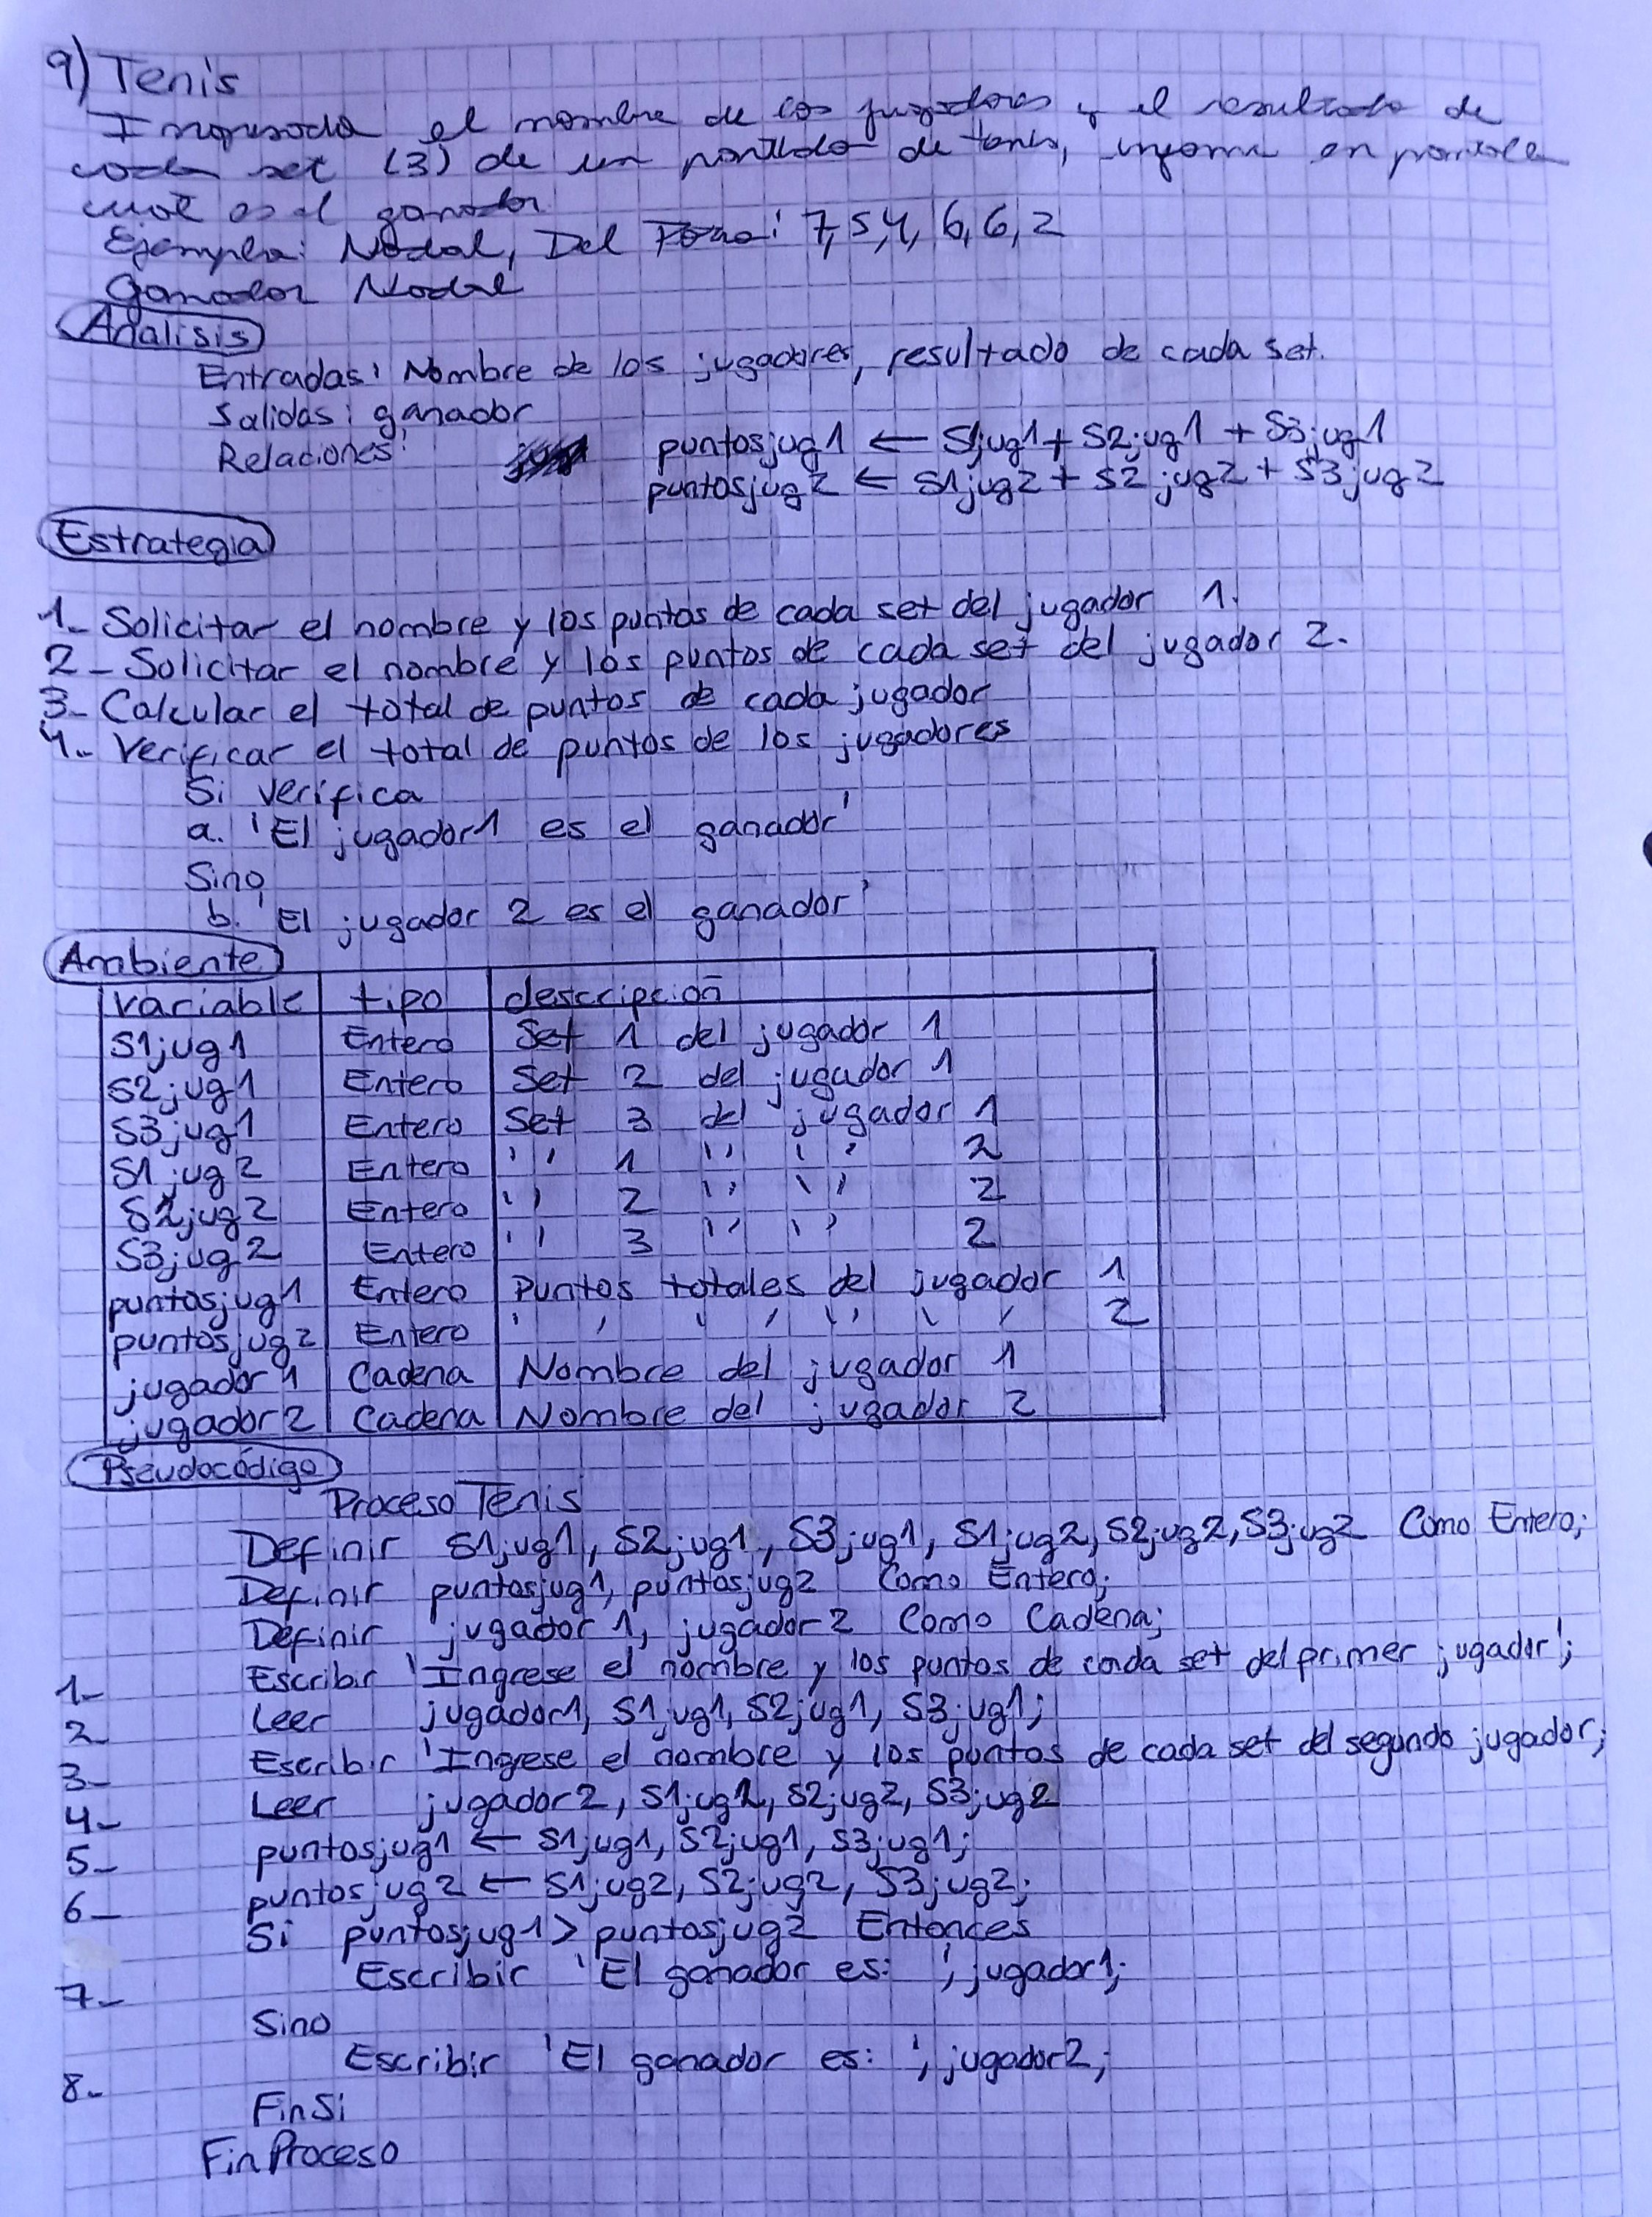 9) Tenis
Ingresado el nombre de los jugadores y el resultado de
cada set (3) de un partido de tenis, informe en pantalla
cual es el ganador
Ejemplo: Nadal, Del Potro: 7, 5, 4, 6, 6, 2
Ganador Nadal
Análisis
Entradas: Nombre de los jugadores, resultado de cada set.
Salidas: ganador
Relaciones: puntosjug1 ← S1jug1 + S2jug1 + S3jug1
puntosjug2 ← S1jug2 + S2jug2 + S3jug2
Estrategia
1- Solicitar el nombre y los puntos de cada set del jugador 1.
2- Solicitar el nombre y los puntos de cada set del jugador 2.
3- Calcular el total de puntos de cada jugador
4- Verificar el total de puntos de los jugadores
Si verifica
a. 'El jugador1 es el ganador'
Sino
b. 'El jugador 2 es el ganador'
Ambiente
variable tipo descripción
S1jug1 Entero Set 1 del jugador 1
S2jug1 Entero Set 2 del jugador 1
S3jug1 Entero Set 3 del jugador 1
S1jug2 Entero '' 1 '' '' 2
S2jug2 Entero '' 2 '' '' 2
S3jug2 Entero '' 3 '' '' 2
puntosjug1 Entero Puntos totales del jugador 1
puntosjug2 Entero '' '' '' '' 2
jugador1 Cadena Nombre del jugador 1
jugador2 Cadena Nombre del jugador 2
Pseudocódigo
Proceso Tenis
Definir S1jug1, S2jug1, S3jug1, S1jug2, S2jug2, S3jug2 Como Entero;
Definir puntosjug1, puntosjug2 Como Entero;
Definir jugador1, jugador2 Como Cadena;
1- Escribir 'Ingrese el nombre y los puntos de cada set del primer jugador';
2- Leer jugador1, S1jug1, S2jug1, S3jug1;
3- Escribir 'Ingrese el nombre y los puntos de cada set del segundo jugador;
4- Leer jugador2, S1jug2, S2jug2, S3jug2
5- puntosjug1 ← S1jug1, S2jug1, S3jug1;
6- puntosjug2 ← S1jug2, S2jug2, S3jug2;
Si puntosjug1 > puntosjug2 Entonces
7- Escribir 'El ganador es: ', jugador1;
Sino
8- Escribir 'El ganador es: ', jugador2;
FinSi
FinProceso